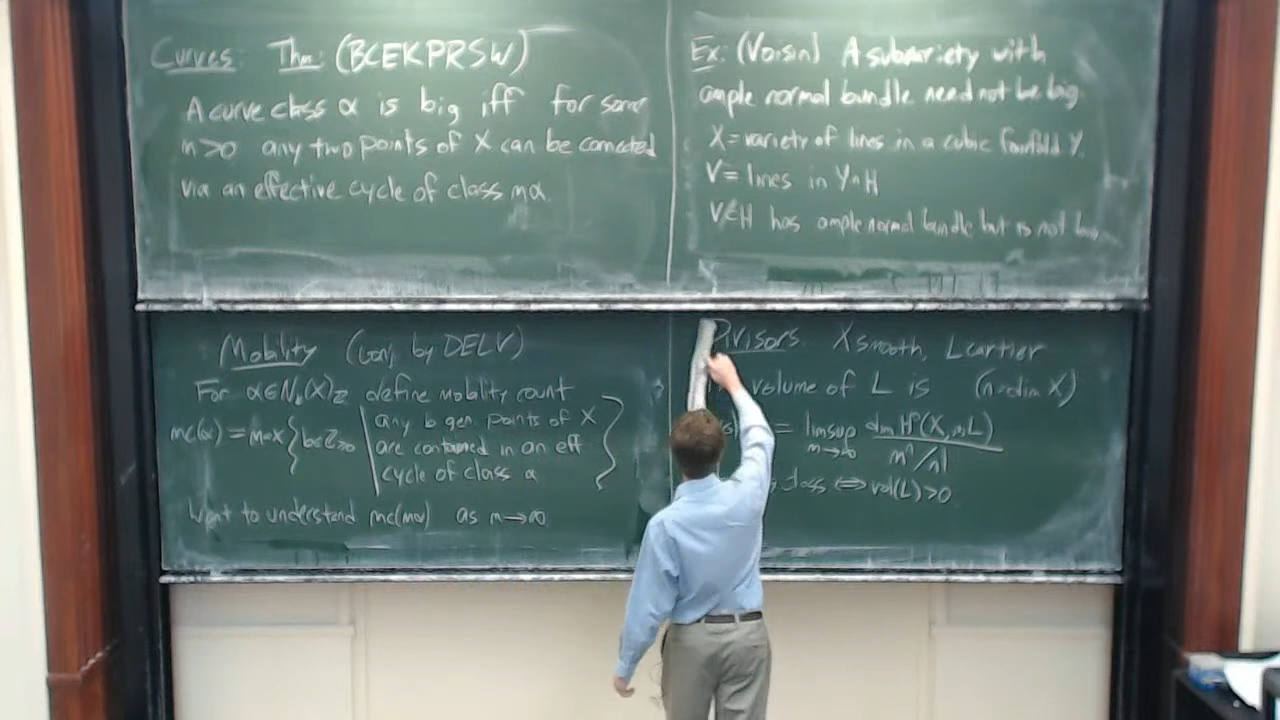 Curves: Thm: (BCEKPRSW)
A curve class α is big iff for some
m>0 any two points of X can be connected
via an effective cycle of class mα.
Ex: (Voisin) A subvariety with
ample normal bundle need not be big
X = variety of lines in a cubic fourfold Y.
V = lines in Y∩H
has ample normal bundle but is not big
Mobility (conj by DELV)
For α∈N_k(X)_Z define mobility count
mc(α) = max { b∈Z≥0 | any b gen. points of X
are contained in an eff
cycle of class α }
Want to understand mc(mα) as m→∞
Divisors X smooth, L Cartier
volume of L is (n=dim X)
= limsup m→∞ dim H⁰(X, mL) / mⁿ/n!
class ⟺ vol(L)>0